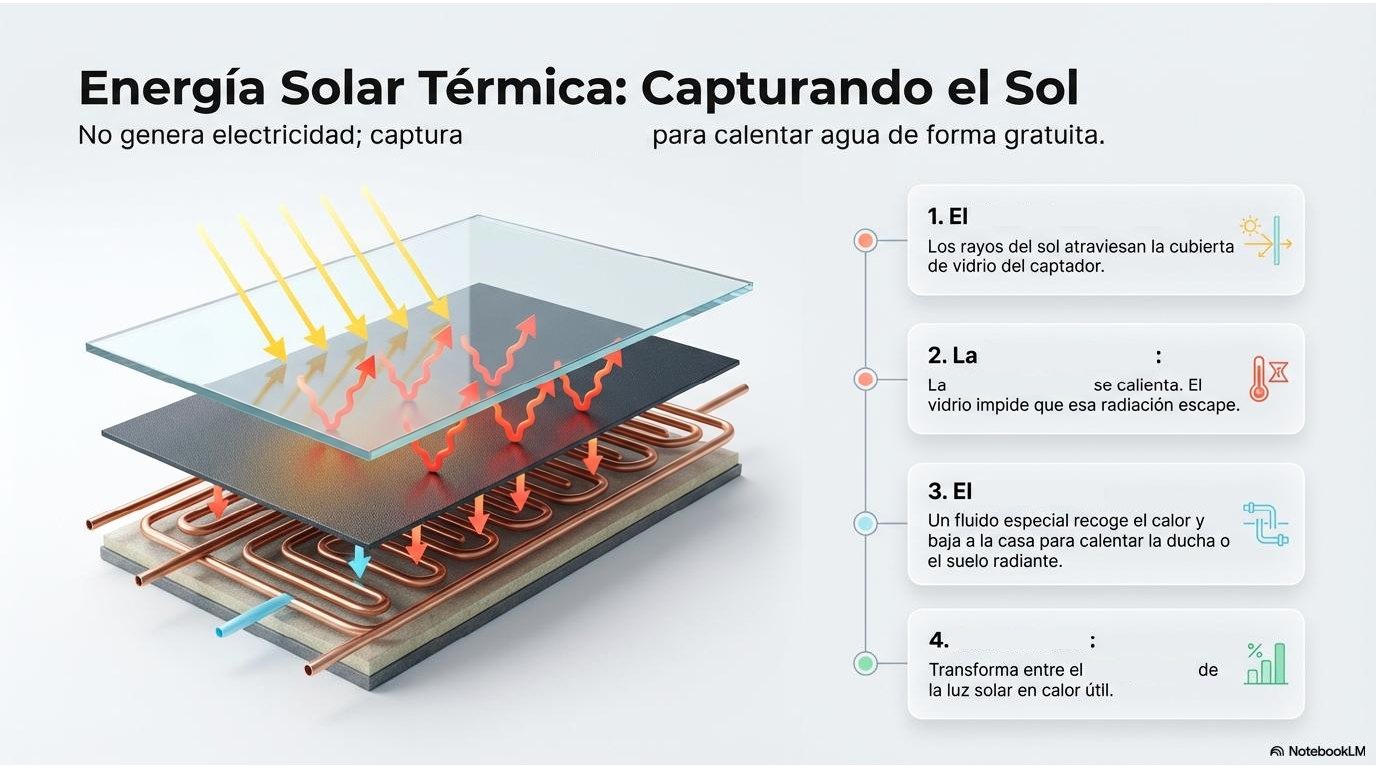 Energía Solar Térmica: Capturando el Sol
No genera electricidad; captura para calentar agua de forma gratuita.
1. El
Los rayos del sol atraviesan la cubierta
de vidrio del captador.
2. La :
La se calienta. El
vidrio impide que esa radiación escape.
3. El
Un fluido especial recoge el calor y
baja a la casa para calentar la ducha o
el suelo radiante.
%
4. :
Transforma entre el de
la luz solar en calor útil.
NotebookLM